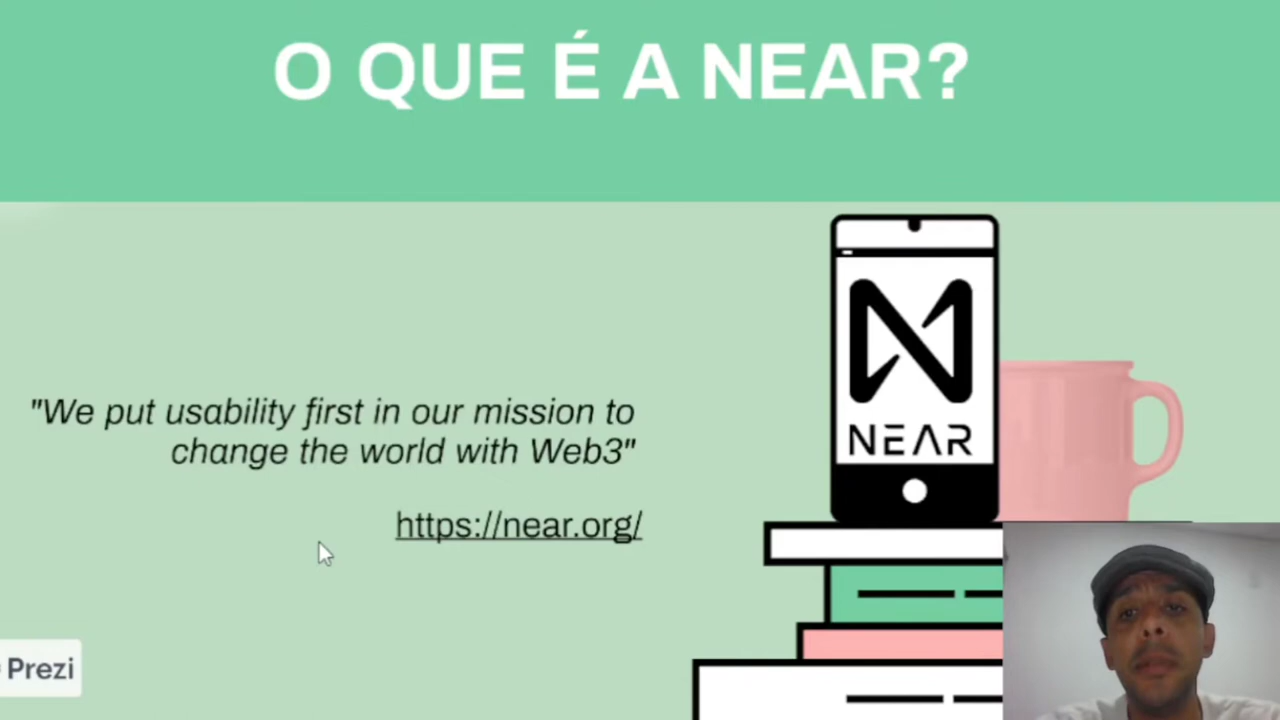 O QUE É A NEAR?
"We put usability first in our mission to
change the world with Web3"
https://near.org/
NEAR
Prezi